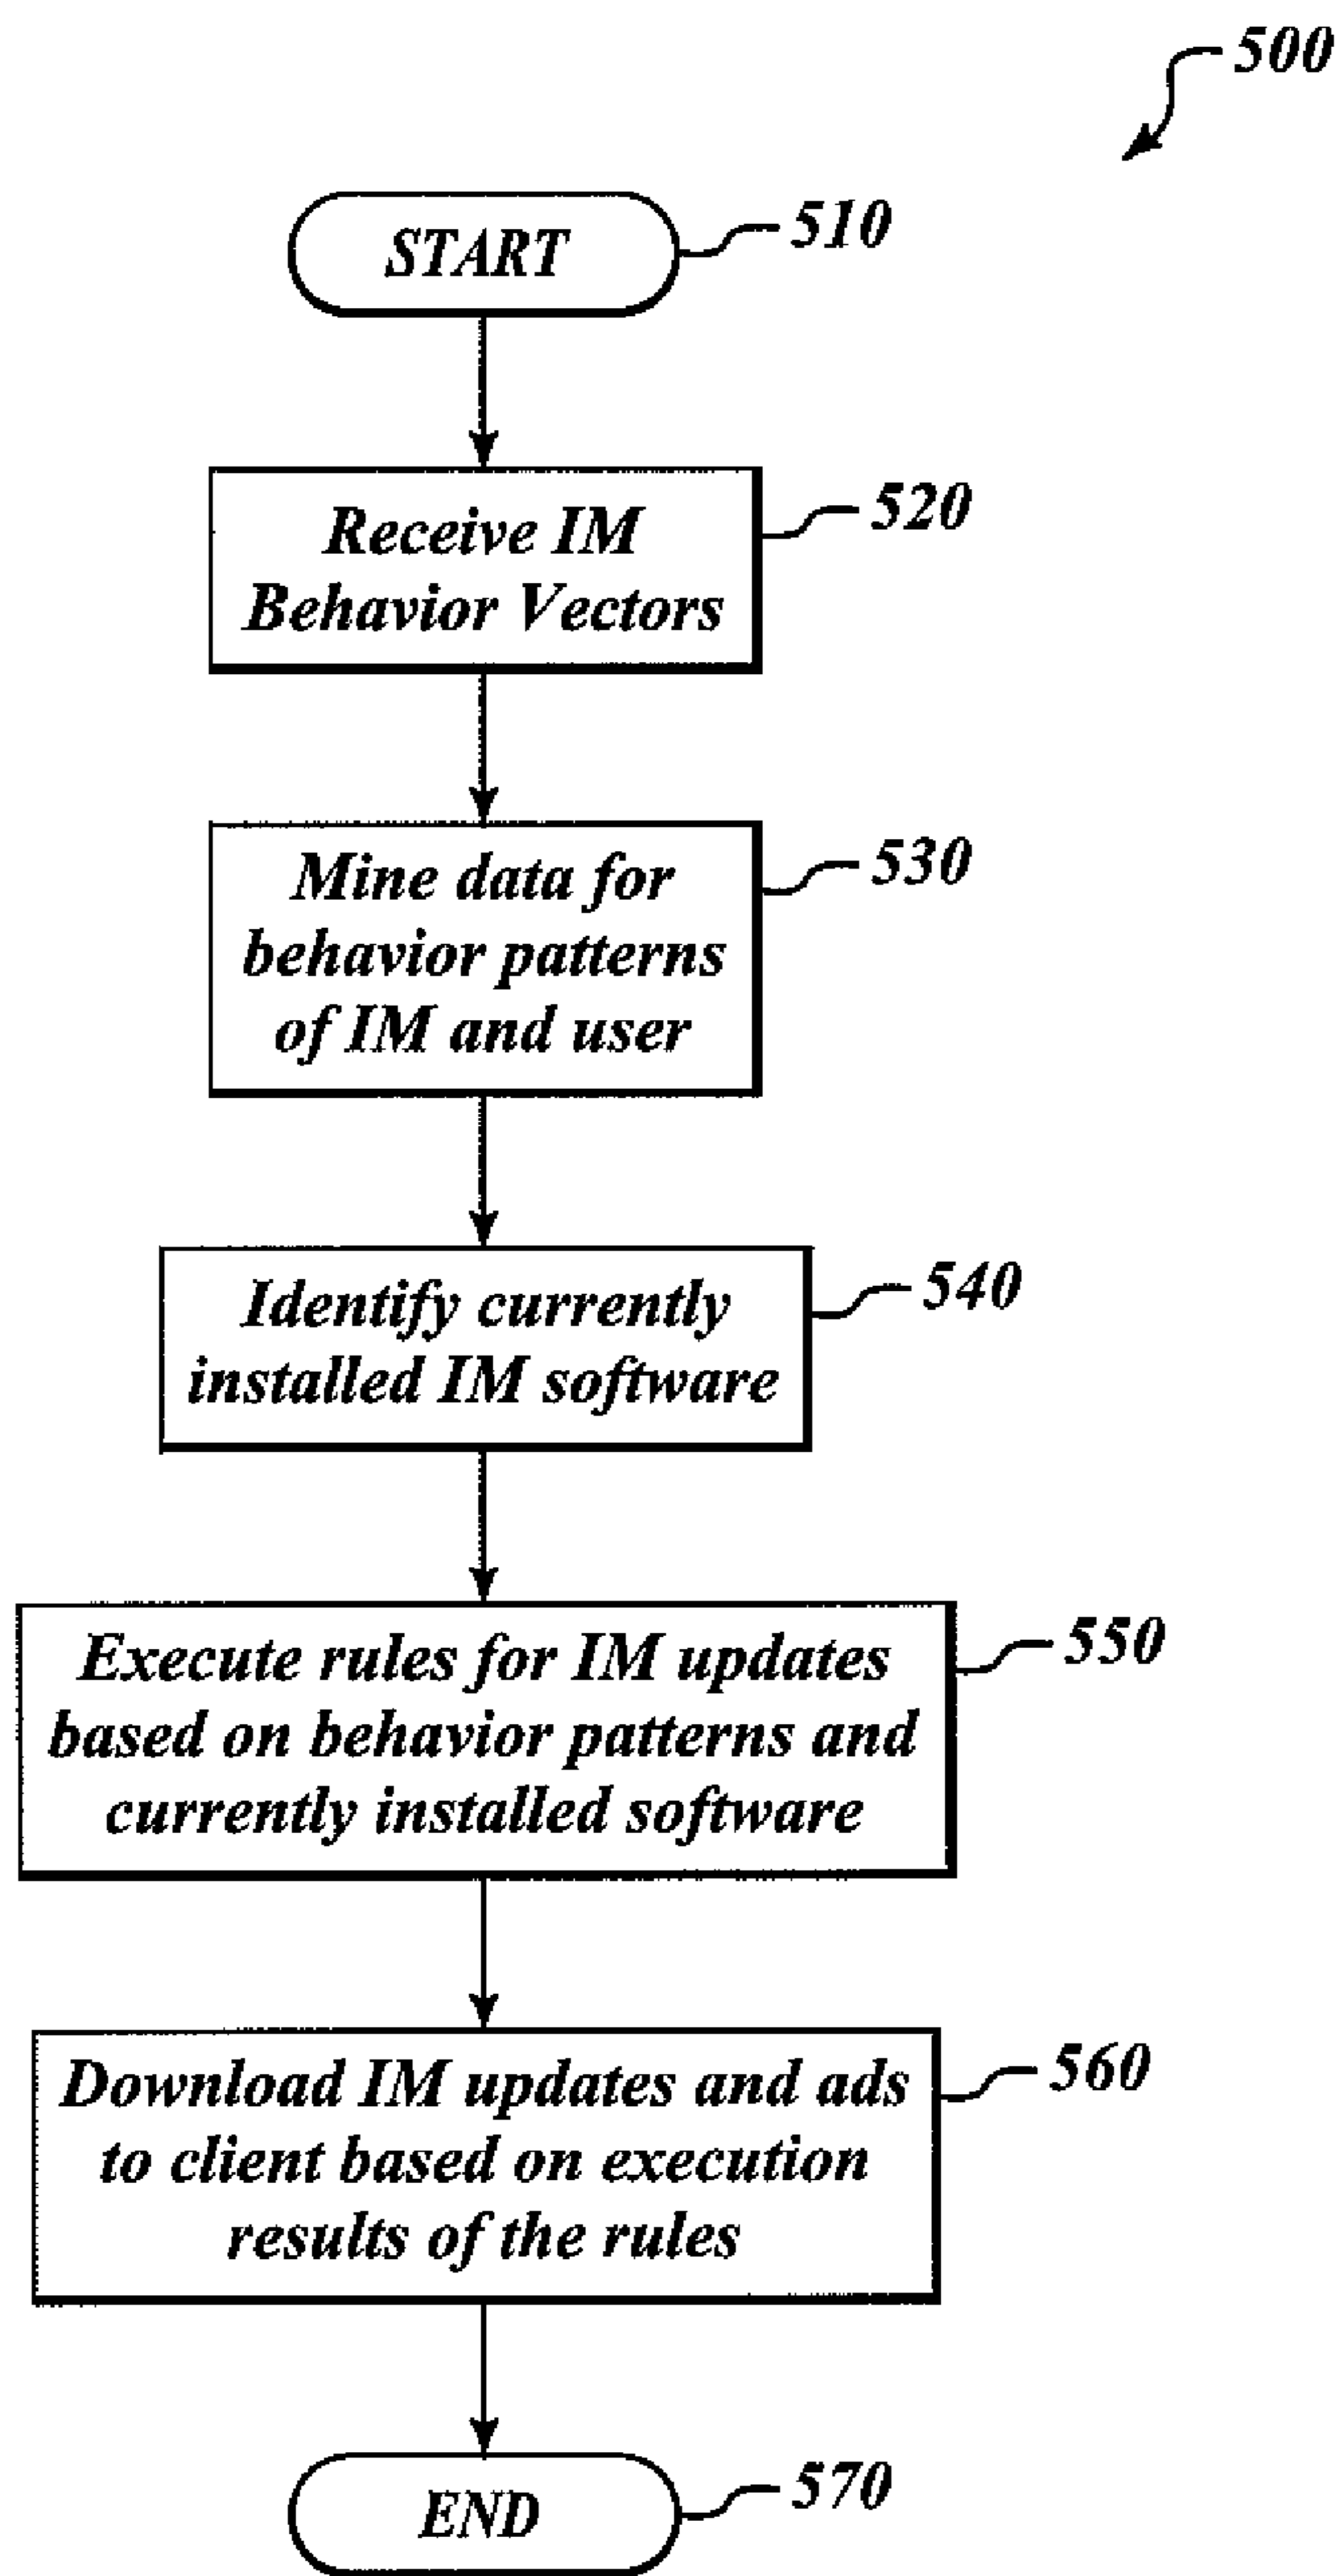 500
START
510
Receive IM
Behavior Vectors
520
Mine data for
behavior patterns
of IM and user
530
Identify currently
installed IM software
540
Execute rules for IM updates
based on behavior patterns and
currently installed software
550
Download IM updates and ads
to client based on execution
results of the rules
560
END
570